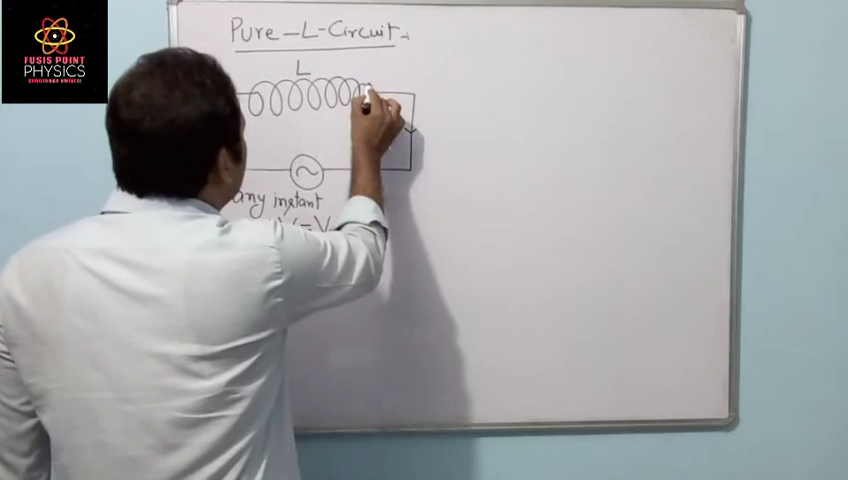 FUSIS POINT
PHYSICS
Pure-L-Circuit-
L
any instant
V = V